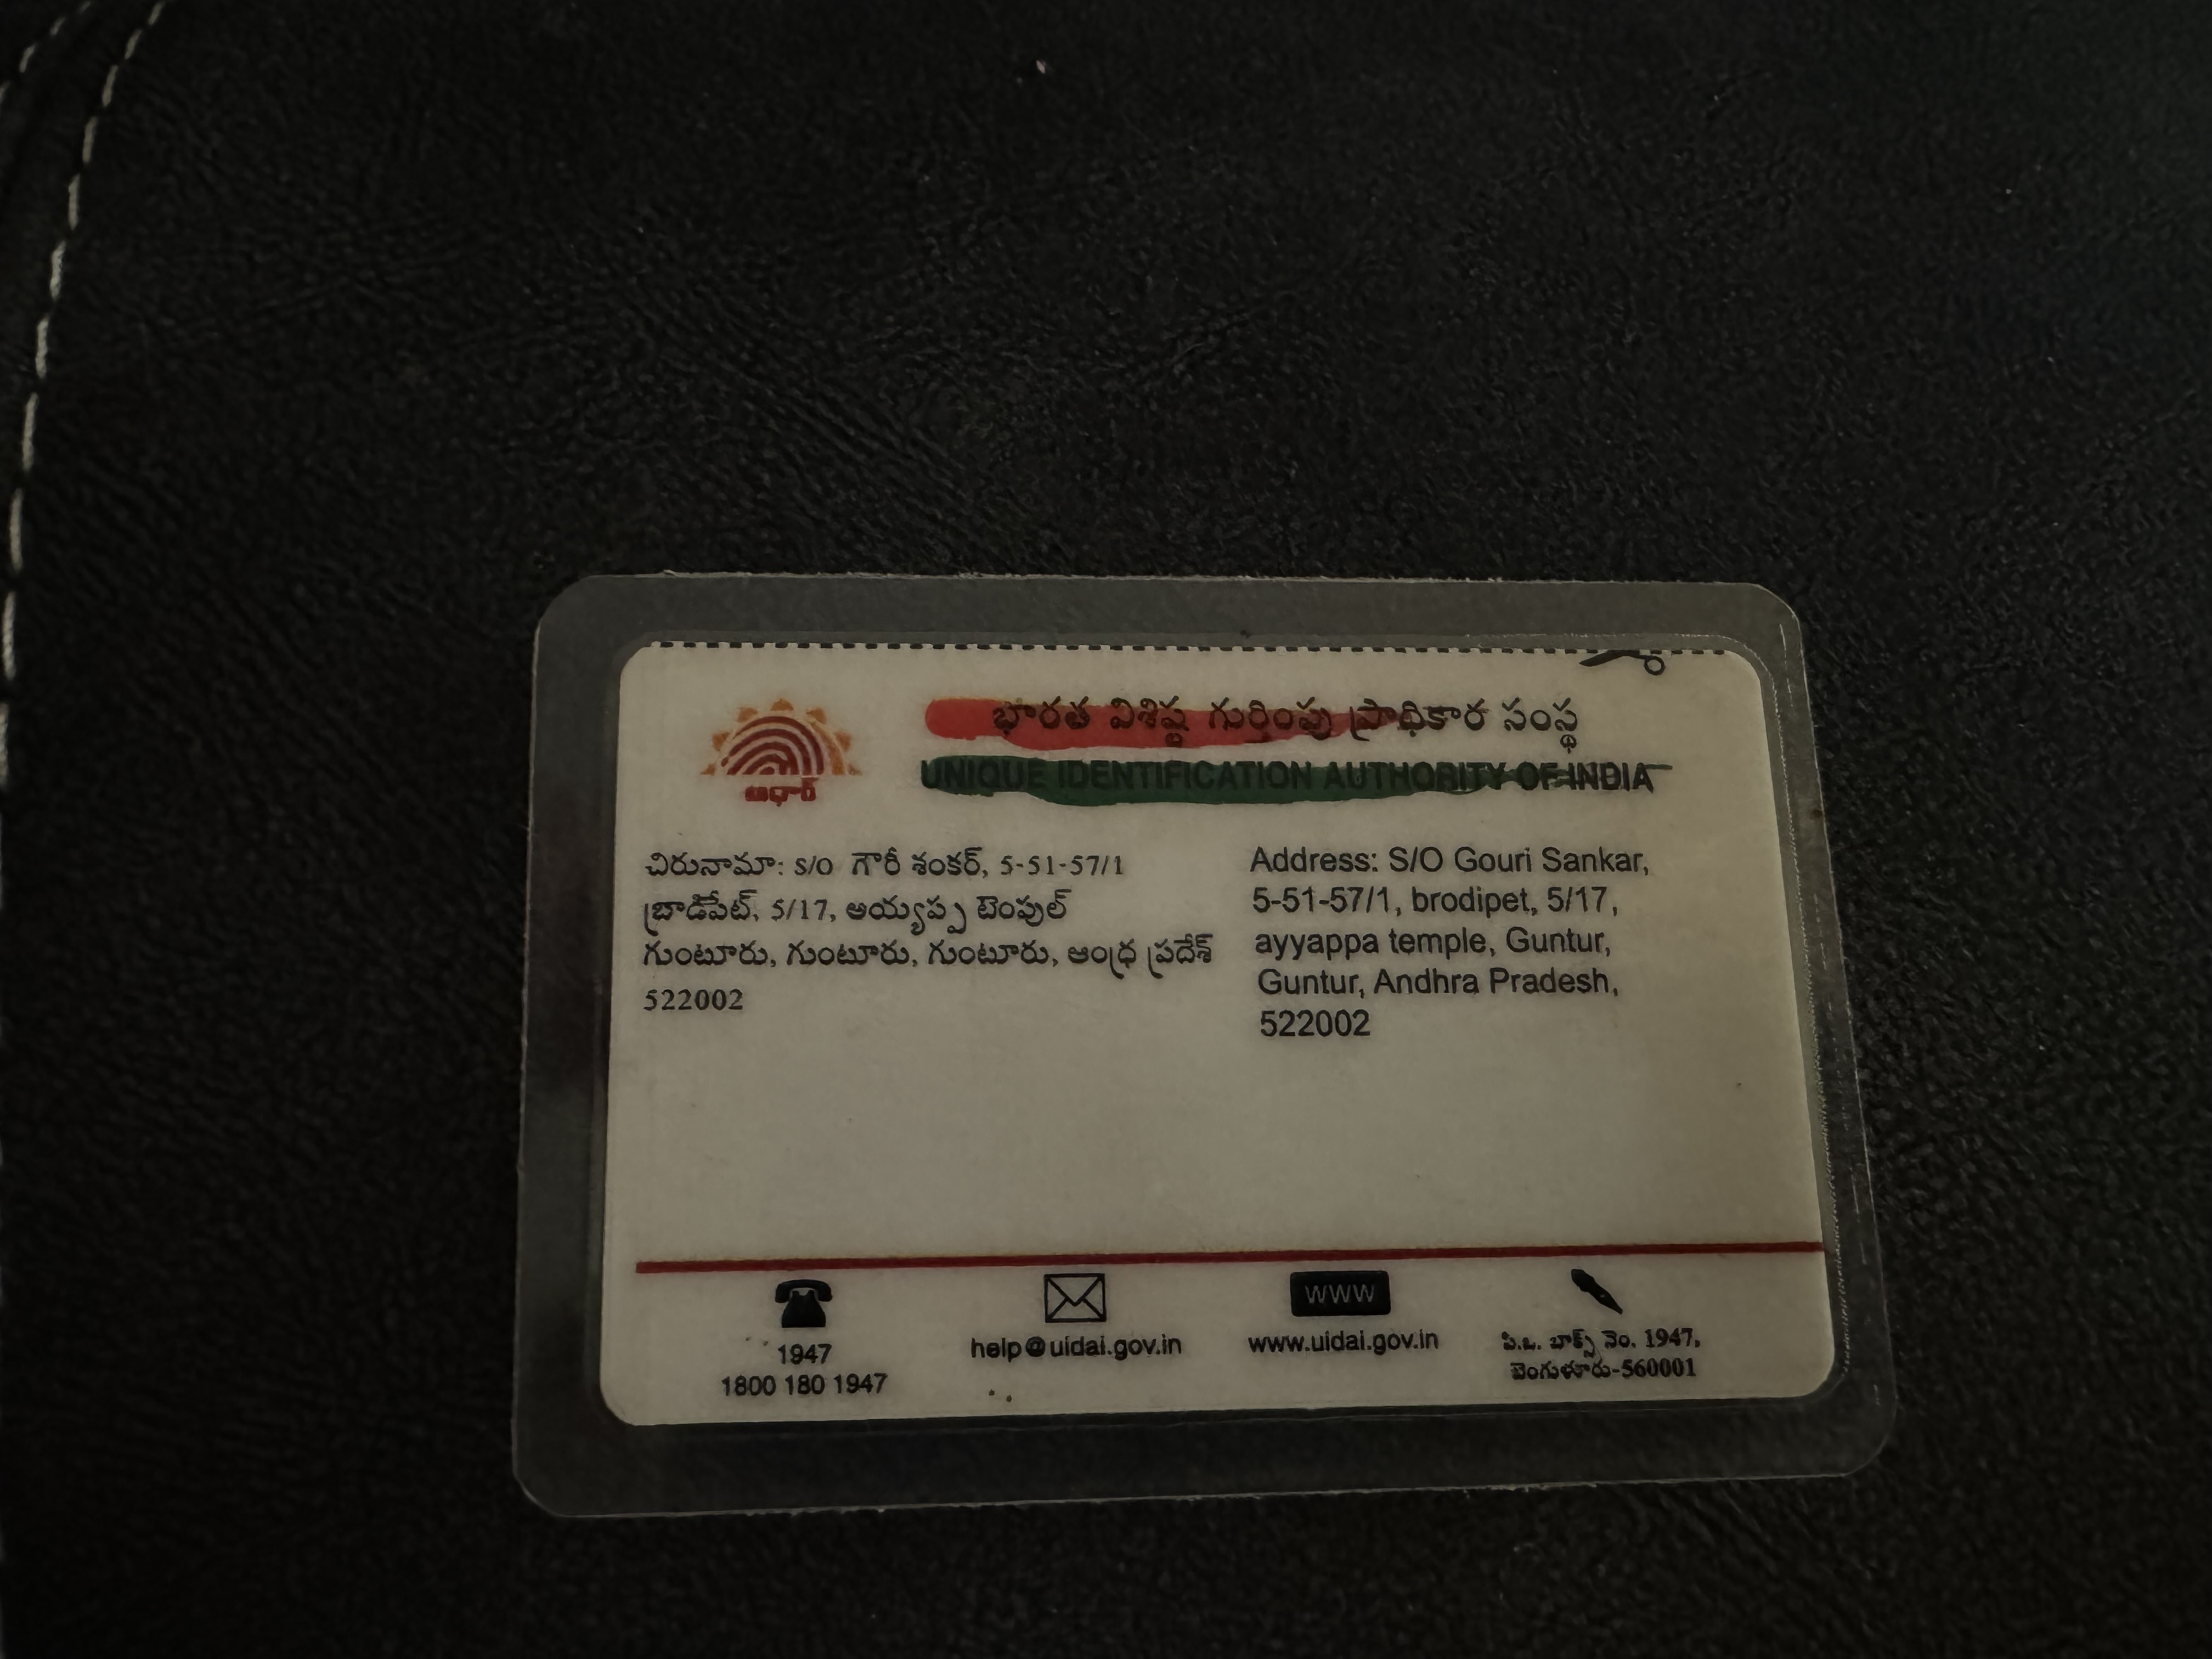 ఆధార్
భారత విశిష్ట గుర్తింపు ప్రాధికార సంస్థ
UNIQUE IDENTIFICATION AUTHORITY OF INDIA
చిరునామా: S/O గౌరీ శంకర్, 5-51-57/1
బ్రాడిపేట్, 5/17, అయ్యప్ప టెంపుల్
గుంటూరు, గుంటూరు, గుంటూరు, ఆంధ్ర ప్రదేశ్
522002
Address: S/O Gouri Sankar,
5-51-57/1, brodipet, 5/17,
ayyappa temple, Guntur,
Guntur, Andhra Pradesh,
522002
1947
1800 180 1947
help@uidai.gov.in
WWW
www.uidai.gov.in
పి.ఒ. బాక్స్ నెం. 1947,
బెంగుళూరు-560001